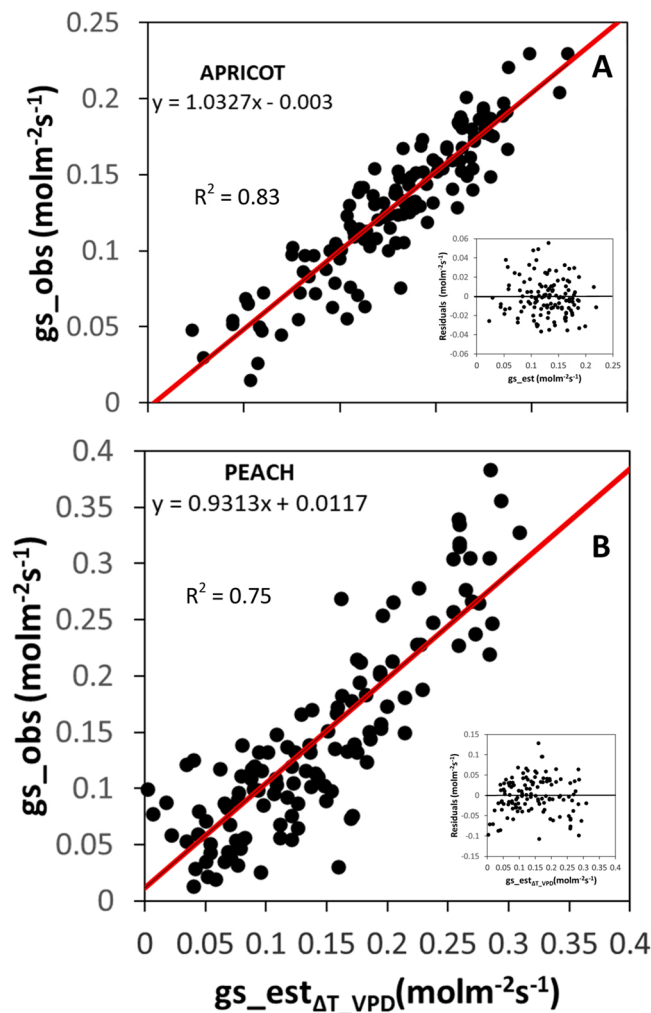 0.25
0.2
0.15
0.1
0.05
0
gs_obs (molm⁻²s⁻¹)
APRICOT
y = 1.0327x - 0.003
R² = 0.83
A
0.06
0.04
0.02
0
-0.02
-0.04
-0.06
Residuals (molm⁻²s⁻¹)
0 0.05 0.1 0.15 0.2 0.25
gs_est (molm⁻²s⁻¹)
0.4
0.35
0.3
0.25
0.2
0.15
0.1
0.05
0
gs_obs (molm⁻²s⁻¹)
PEACH
y = 0.9313x + 0.0117
R² = 0.75
B
0.15
0.1
0.05
0
-0.05
-0.1
-0.15
Residuals (molm⁻²s⁻¹)
0 0.05 0.1 0.15 0.2 0.25 0.3 0.35 0.4
gs_est_ΔT_VPD(molm⁻²s⁻¹)
0 0.05 0.1 0.15 0.2 0.25 0.3 0.35 0.4
gs_est_ΔT_VPD(molm⁻²s⁻¹)